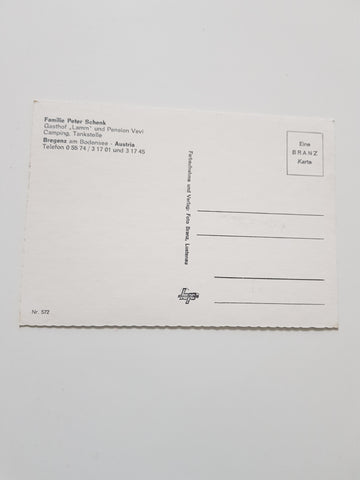 Familie Peter Schenk
Gasthof „Lamm" und Pension Vevi
Camping, Tankstelle
Bregenz am Bodensee - Austria
Telefon 0 55 74 / 3 17 01 und 3 17 45
Eine
BRANZ
Karte
Farbaufnahme und Verlag: Foto Branz, Lustenau
Nr. 572